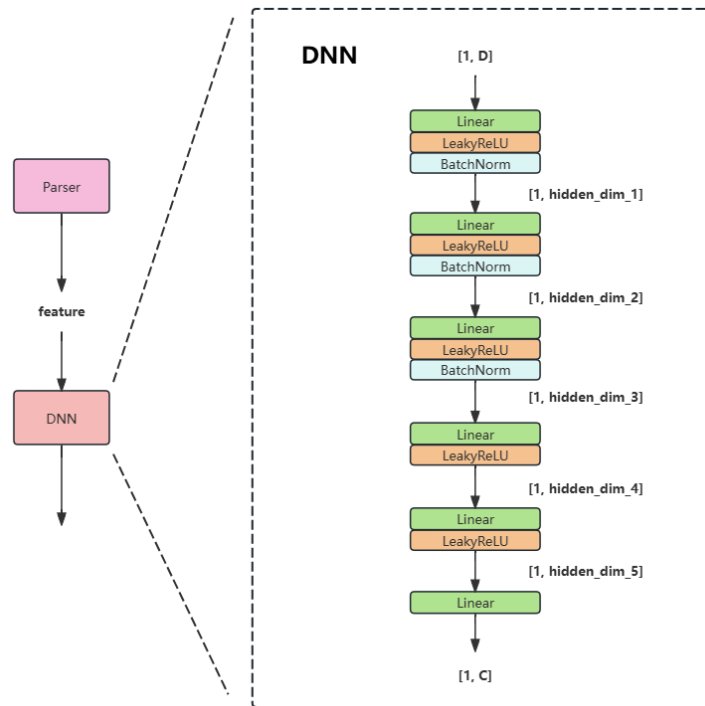 Parser
feature
DNN
DNN
[1, D]
Linear
LeakyReLU
BatchNorm
[1, hidden_dim_1]
Linear
LeakyReLU
BatchNorm
[1, hidden_dim_2]
Linear
LeakyReLU
BatchNorm
[1, hidden_dim_3]
Linear
LeakyReLU
[1, hidden_dim_4]
Linear
LeakyReLU
[1, hidden_dim_5]
Linear
[1, C]